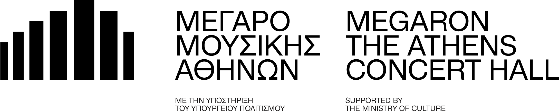 ΜΕΓΑΡΟ
ΜΟΥΣΙΚΗΣ
ΑΘΗΝΩΝ
ΜΕ ΤΗΝ ΥΠΟΣΤΗΡΙΞΗ
ΤΟΥ ΥΠΟΥΡΓΕΙΟΥ ΠΟΛΙΤΙΣΜΟΥ
MEGARON
THE ATHENS
CONCERT HALL
SUPPORTED BY
THE MINISTRY OF CULTURE